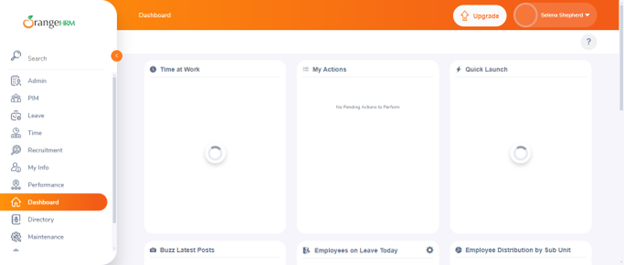 OrangeHRM
Dashboard
Upgrade
Selena Shepherd
Search
?
Admin
PIM
Leave
Time
Recruitment
My Info
Performance
Dashboard
Directory
Maintenance
Time at Work
My Actions
No Pending Actions to Perform
Quick Launch
Buzz Latest Posts
Employees on Leave Today
Employee Distribution by Sub Unit